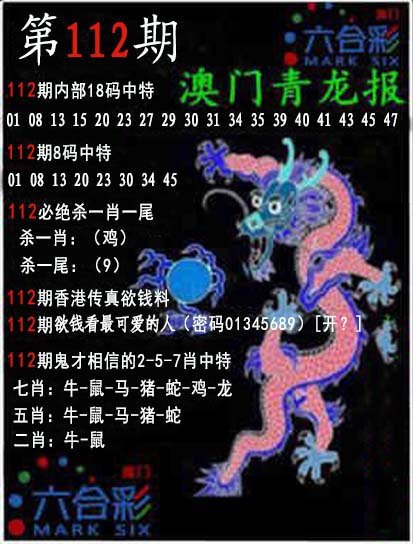 第112期
澳门
六合彩
MARK SIX
澳门青龙报
112期内部18码中特
01 08 13 15 20 23 27 29 30 31 34 35 39 40 41 43 45 47
112期8码中特
01 08 13 20 23 30 34 45
112必绝杀一肖一尾
杀一肖：（鸡）
杀一尾：（9）
112期香港传真欲钱料
112期欲钱看最可爱的人（密码01345689）[开？]
112期鬼才相信的2-5-7肖中特
七肖：牛-鼠-马-猪-蛇-鸡-龙
五肖：牛-鼠-马-猪-蛇
二肖：牛-鼠
澳门
六合彩
MARK SIX